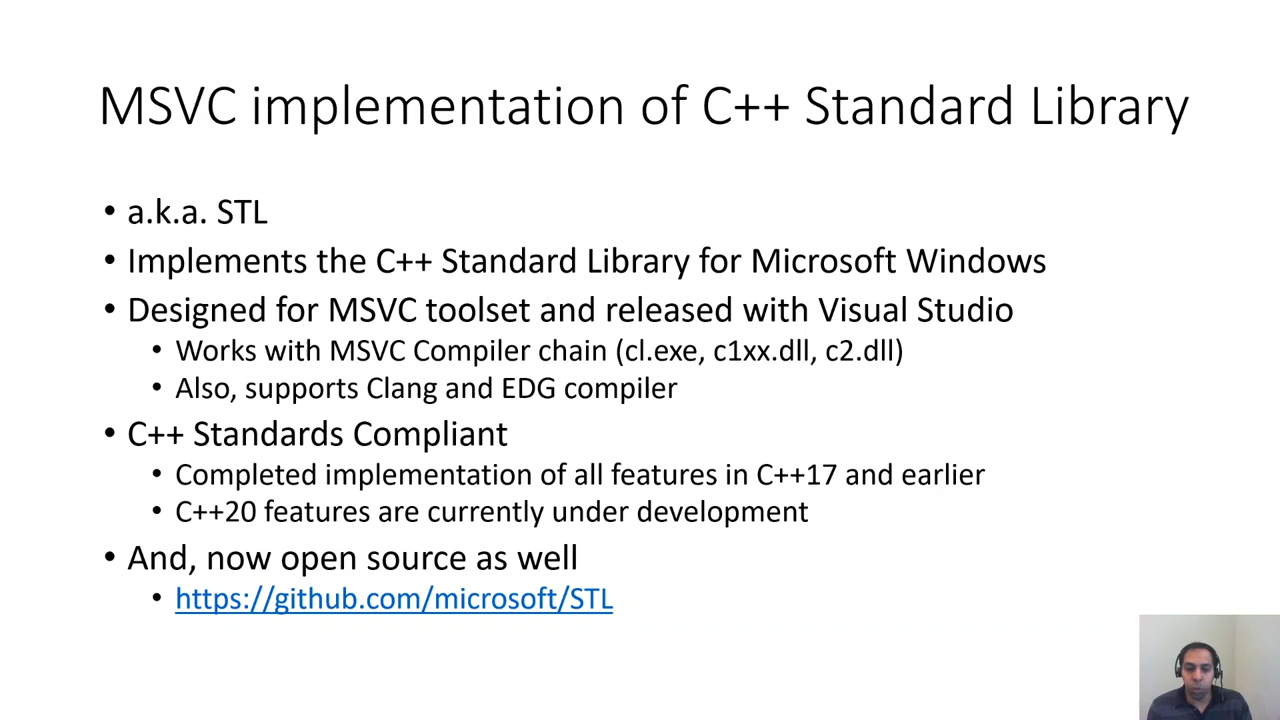 MSVC implementation of C++ Standard Library
• a.k.a. STL
• Implements the C++ Standard Library for Microsoft Windows
• Designed for MSVC toolset and released with Visual Studio
• Works with MSVC Compiler chain (cl.exe, c1xx.dll, c2.dll)
• Also, supports Clang and EDG compiler
• C++ Standards Compliant
• Completed implementation of all features in C++17 and earlier
• C++20 features are currently under development
• And, now open source as well
• https://github.com/microsoft/STL